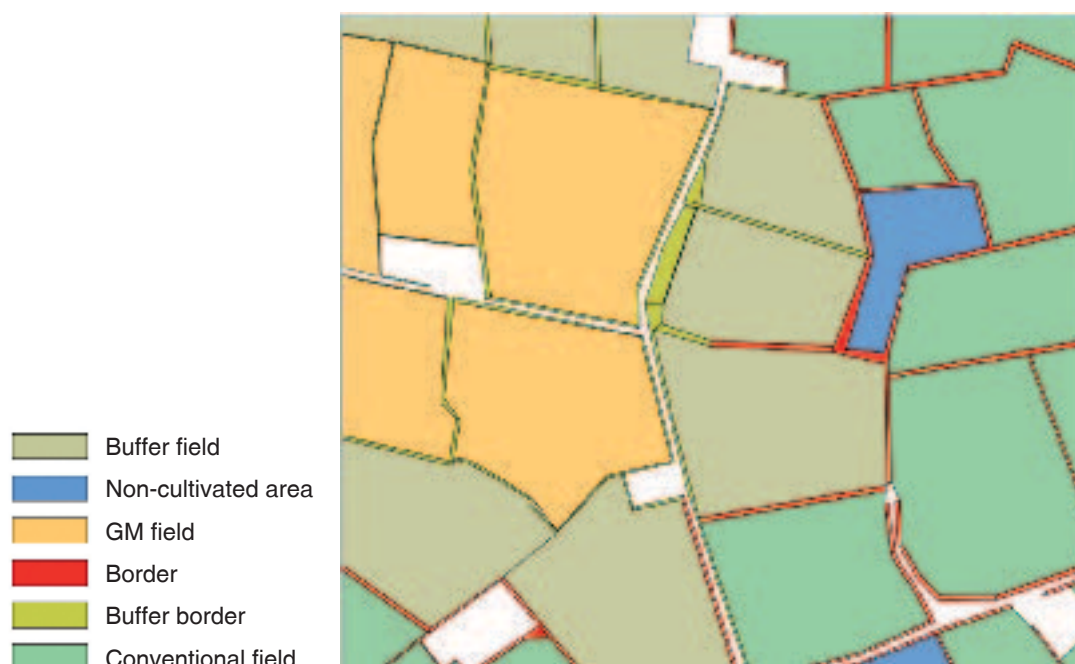 Buffer field
Non-cultivated area
GM field
Border
Buffer border
Conventional field